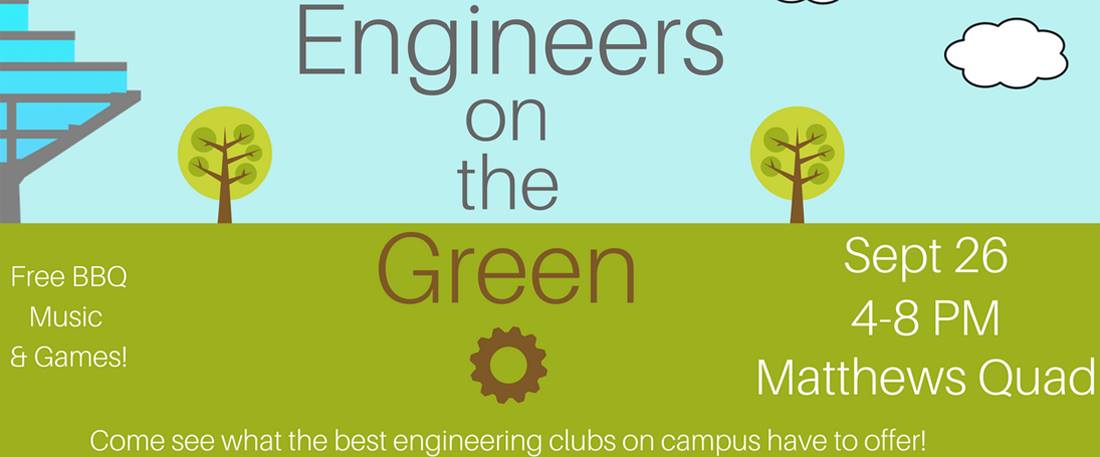 Engineers
on
the
Green
Free BBQ
Music
& Games!
Sept 26
4-8 PM
Matthews Quad
Come see what the best engineering clubs on campus have to offer!